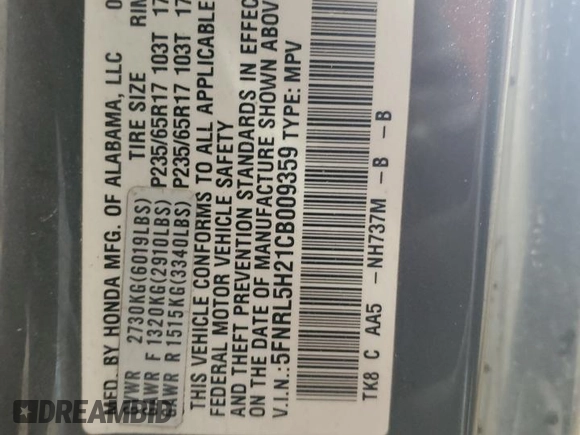 MFD. BY HONDA MFG. OF ALABAMA, LLC
TIRE SIZE
GVWR 2730KG(6019LBS)
GAWR F 1320KG(2910LBS) P235/65R17 103T 17
GAWR R 1515KG(3340LBS) P235/65R17 103T 17
THIS VEHICLE CONFORMS TO ALL APPLICABLE
FEDERAL MOTOR VEHICLE SAFETY
AND THEFT PREVENTION STANDARDS IN EFFEC
ON THE DATE OF MANUFACTURE SHOWN ABOV
V.I.N.: 5FNRL5H21CB009359 TYPE: MPV
TK8 C AA5 -NH737M -B -B
DREAMBID